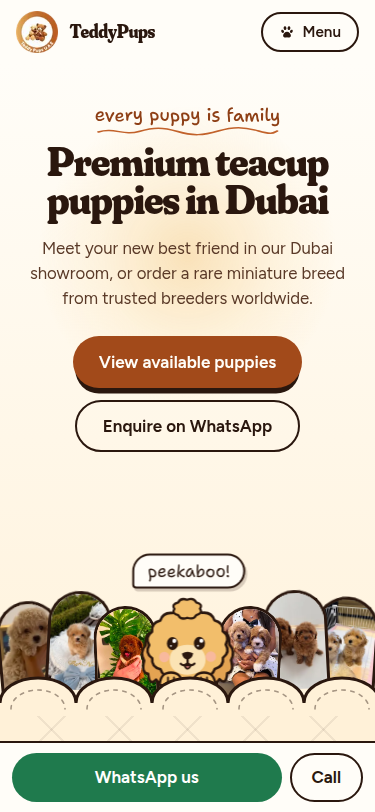 TeddyPups
Menu
every puppy is family
Premium teacup
puppies in Dubai
Meet your new best friend in our Dubai
showroom, or order a rare miniature breed
from trusted breeders worldwide.
View available puppies
Enquire on WhatsApp
peekaboo!
WhatsApp us
Call